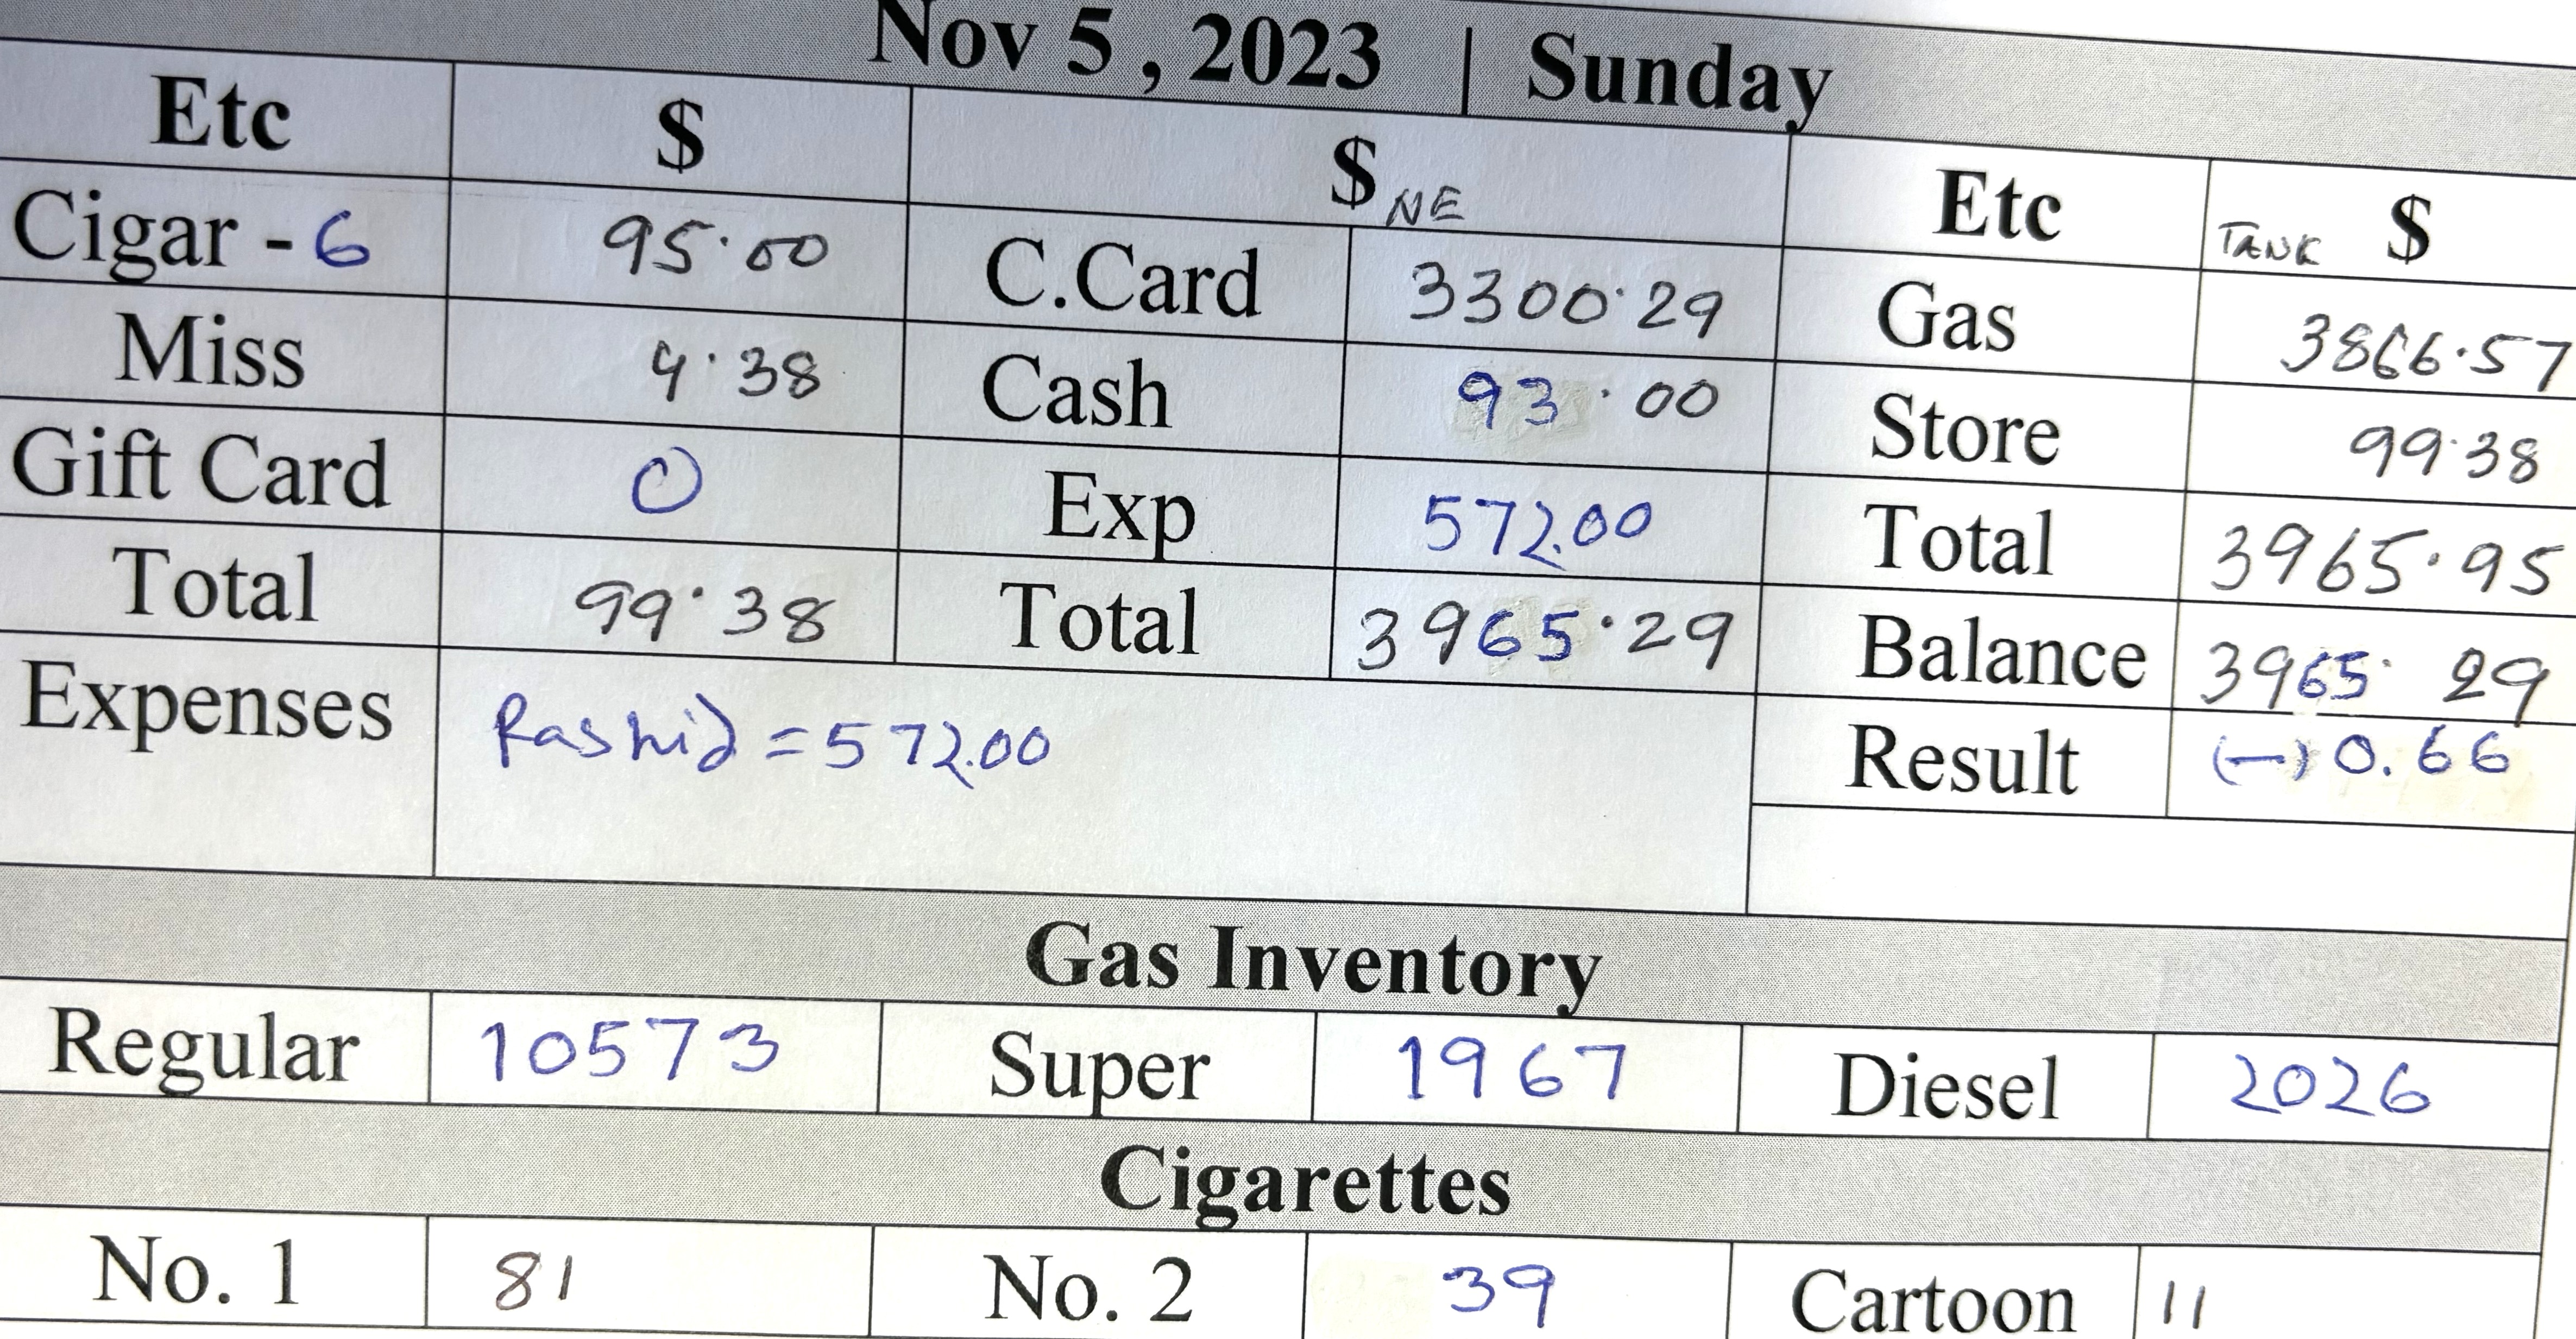 Nov 5 , 2023 | Sunday
Etc $ $ NE Etc TANK $
Cigar - 6 95.00 C.Card 3300.29 Gas 3866.57
Miss 4.38 Cash 93.00 Store 99.38
Gift Card 0 Exp 572.00 Total 3965.95
Total 99.38 Total 3965.29 Balance 3965.29
Expenses Rashid = 572.00 Result (-) 0.66
Gas Inventory
Regular 10573 Super 1967 Diesel 2026
Cigarettes
No. 1 81 No. 2 39 Cartoon 11